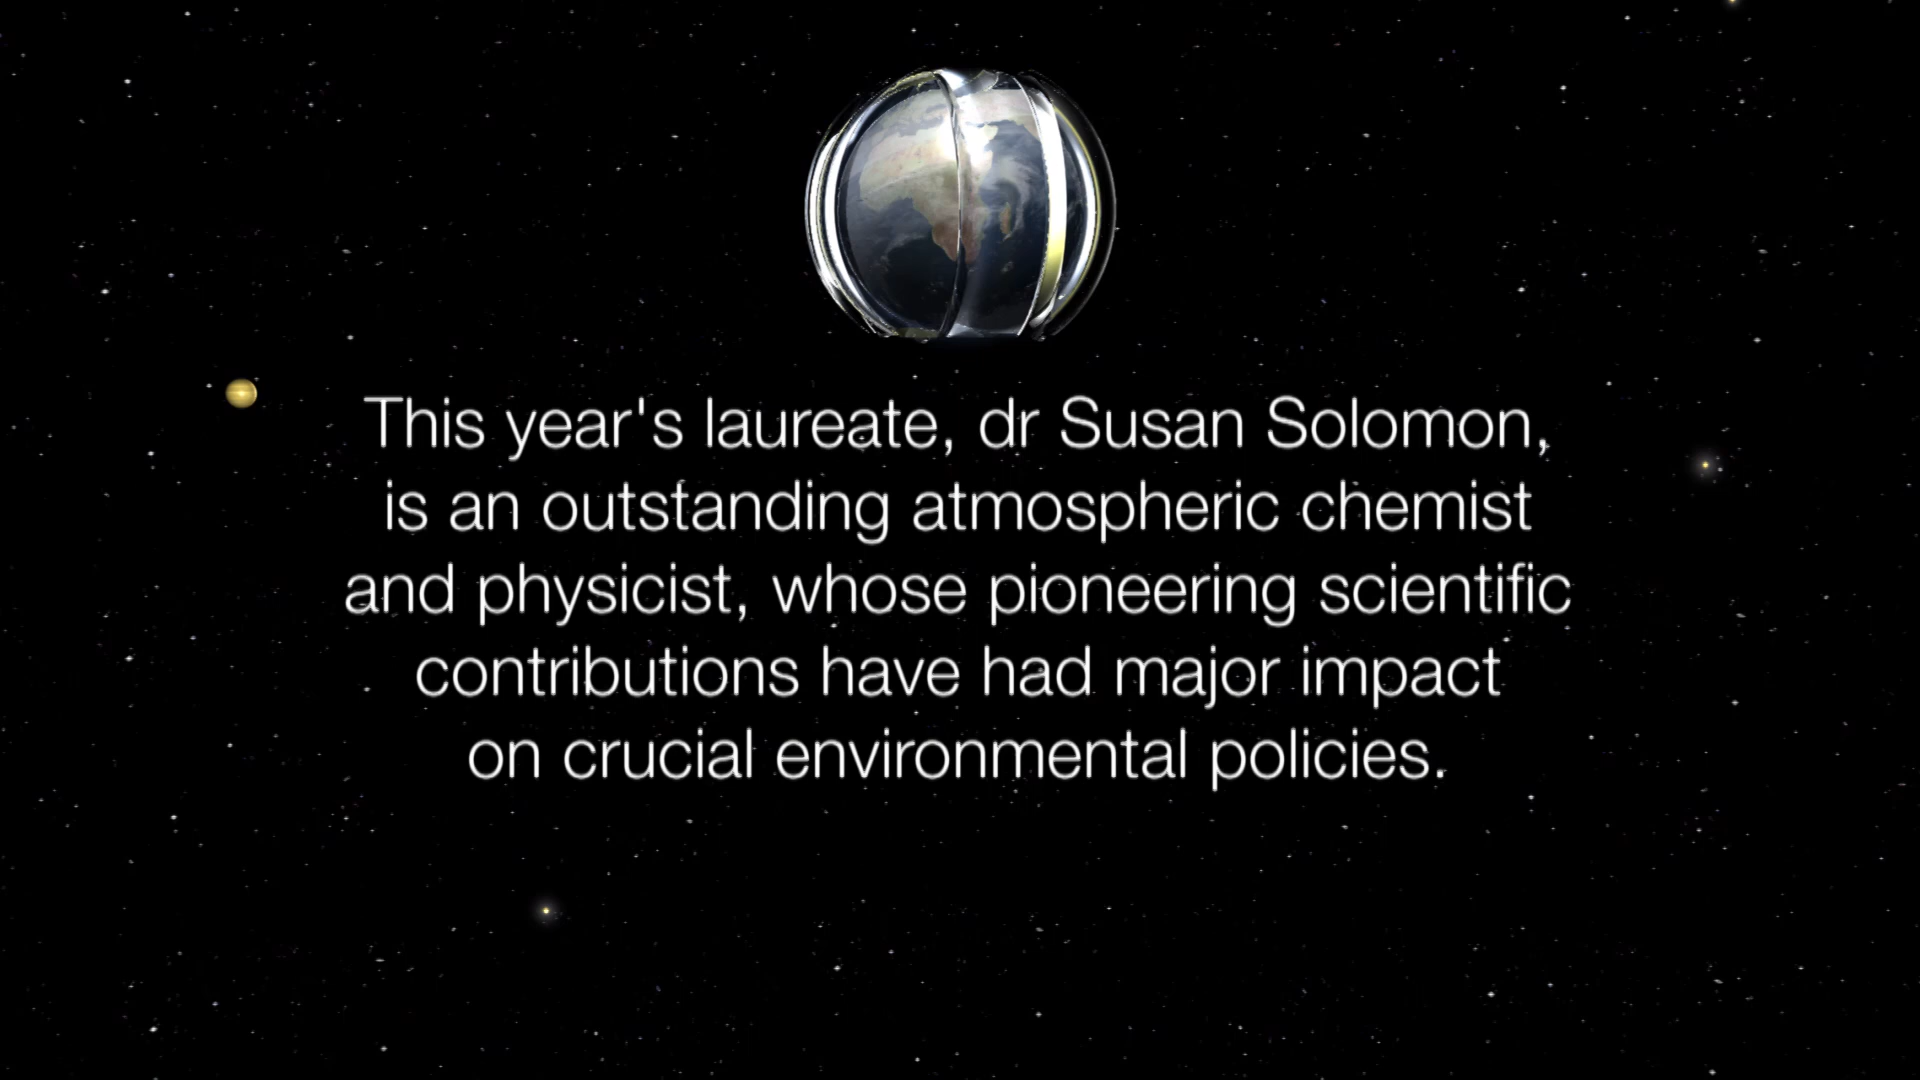 This year's laureate, dr Susan Solomon,
is an outstanding atmospheric chemist
and physicist, whose pioneering scientific
contributions have had major impact
on crucial environmental policies.